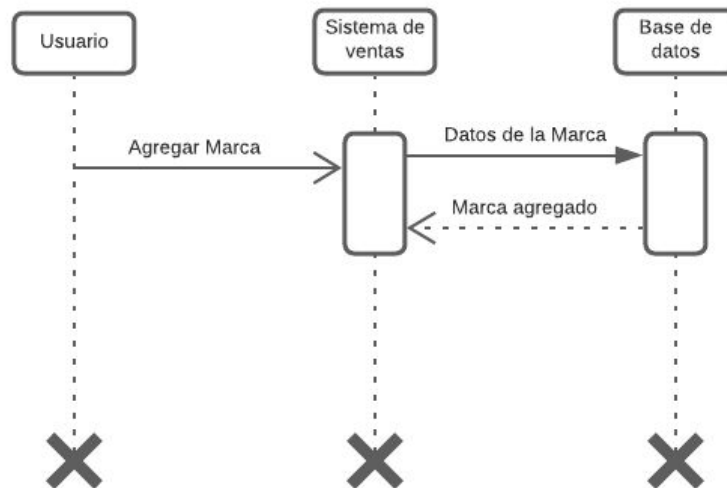 Usuario
Sistema de
ventas
Base de
datos
Agregar Marca
Datos de la Marca
Marca agregado